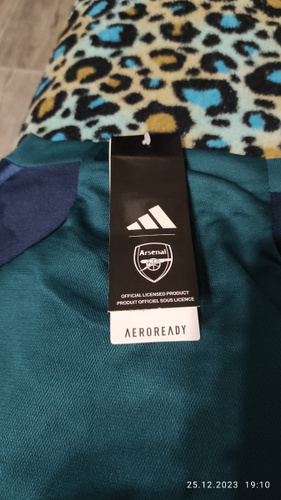 Arsenal
OFFICIAL LICENSED PRODUCT
PRODUIT OFFICIEL SOUS LICENCE
AEROREADY
25.12.2023 19:10